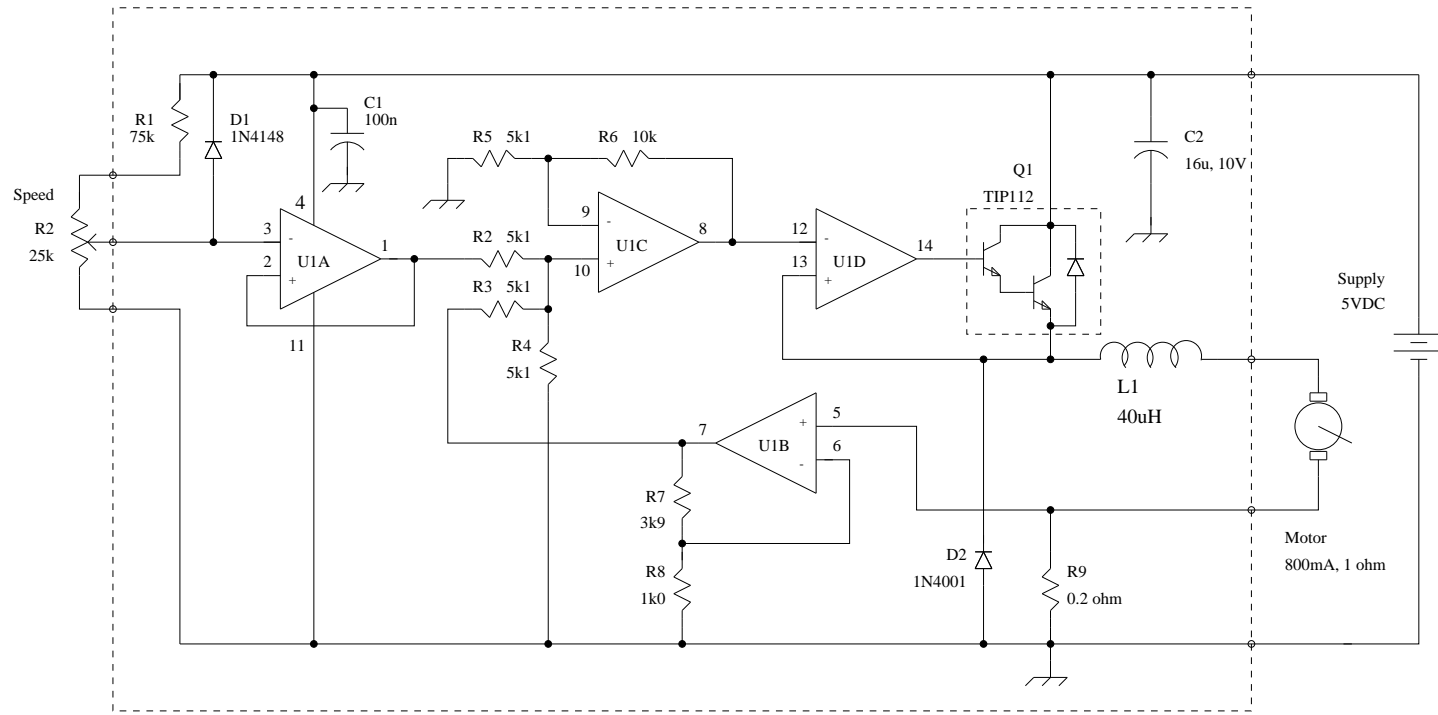 R1
75k
D1
1N4148
C1
100n
R5 5k1
R6 10k
C2
16u, 10V
Q1
TIP112
Speed
R2
25k
4
3
-
2
+
U1A
1
11
R2 5k1
R3 5k1
R4
5k1
9
-
10
+
U1C
8
12
-
13
+
U1D
14
Supply
5VDC
L1
40uH
7
U1B
+
5
-
6
R7
3k9
R8
1k0
D2
1N4001
R9
0.2 ohm
Motor
800mA, 1 ohm